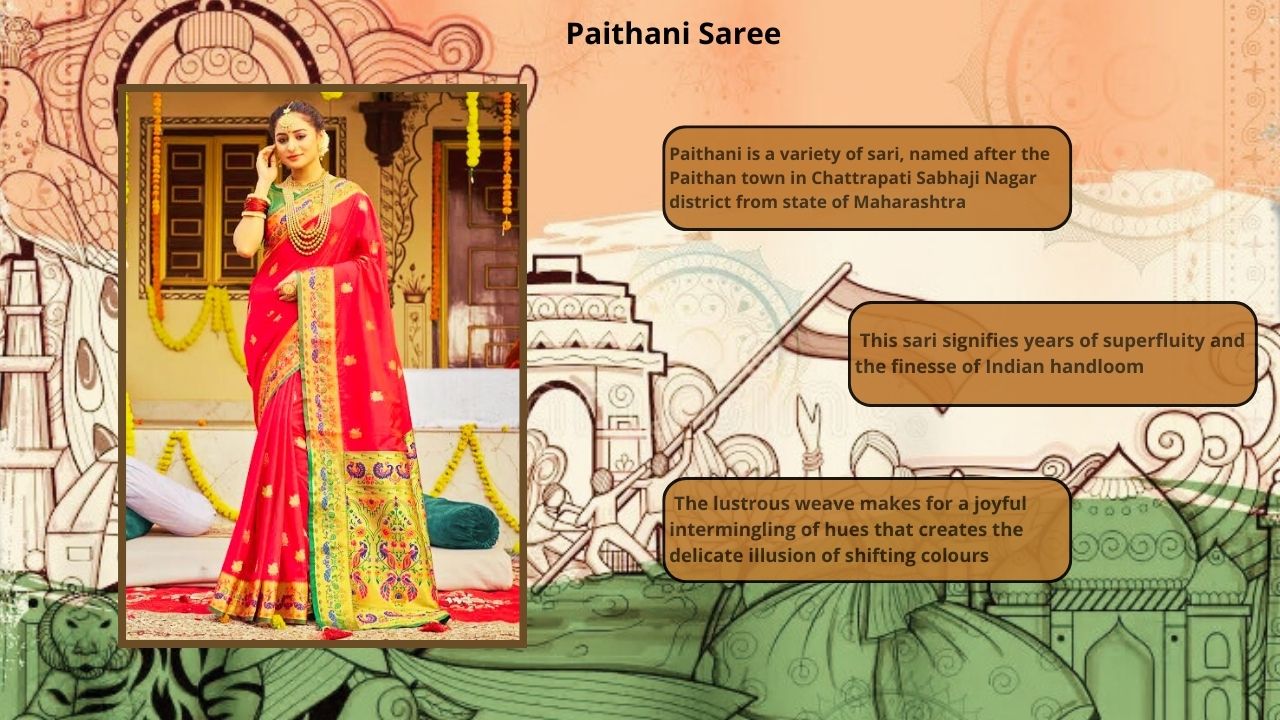 Paithani Saree
Paithani is a variety of sari, named after the
Paithan town in Chattrapati Sabhaji Nagar
district from state of Maharashtra
This sari signifies years of superfluity and
the finesse of Indian handloom
The lustrous weave makes for a joyful
intermingling of hues that creates the
delicate illusion of shifting colours